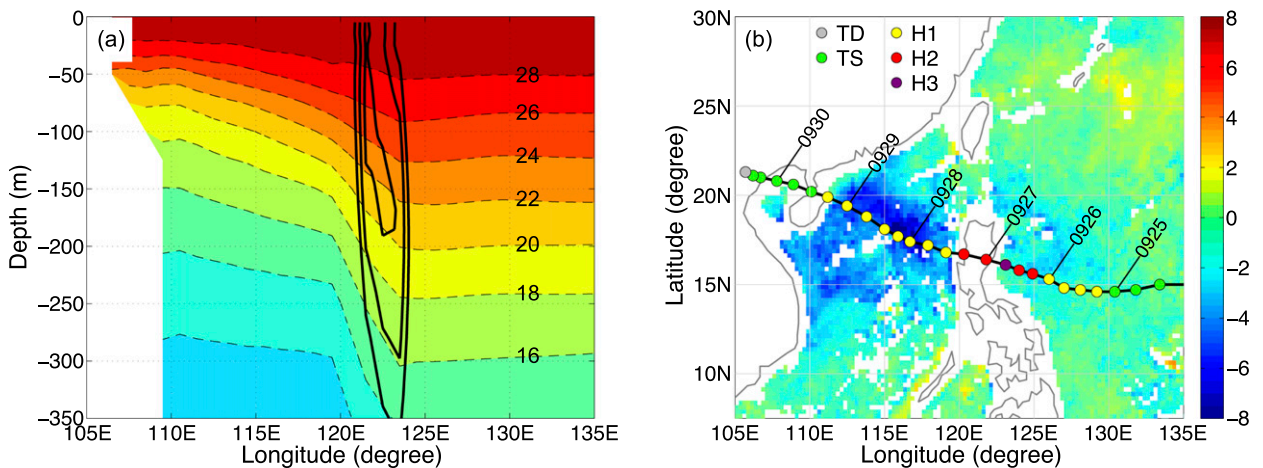 (a)
0
−50
−100
−150
−200
−250
−300
−350
Depth (m)
28
26
24
22
20
18
16
105E 110E 115E 120E 125E 130E 135E
Longitude (degree)
(b)
TD
TS
H1
H2
H3
30N
25N
20N
15N
10N
Latitude (degree)
0930
0929
0928
0927
0926
0925
105E 110E 115E 120E 125E 130E 135E
Longitude (degree)
8
6
4
2
0
−2
−4
−6
−8